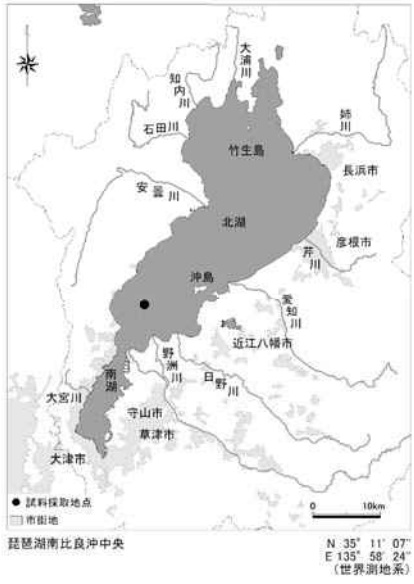 大浦川
知内川
石田川
姉川
竹生島
長浜市
安曇川
北湖
彦根市
芹川
沖島
愛知川
近江八幡市
野洲川
日野川
南湖
大宮川
守山市
草津市
大津市
● 試料採取地点
市街地
0 10km
琵琶湖南比良沖中央
N 35° 11' 07"
E 135° 58' 24"
(世界測地系)